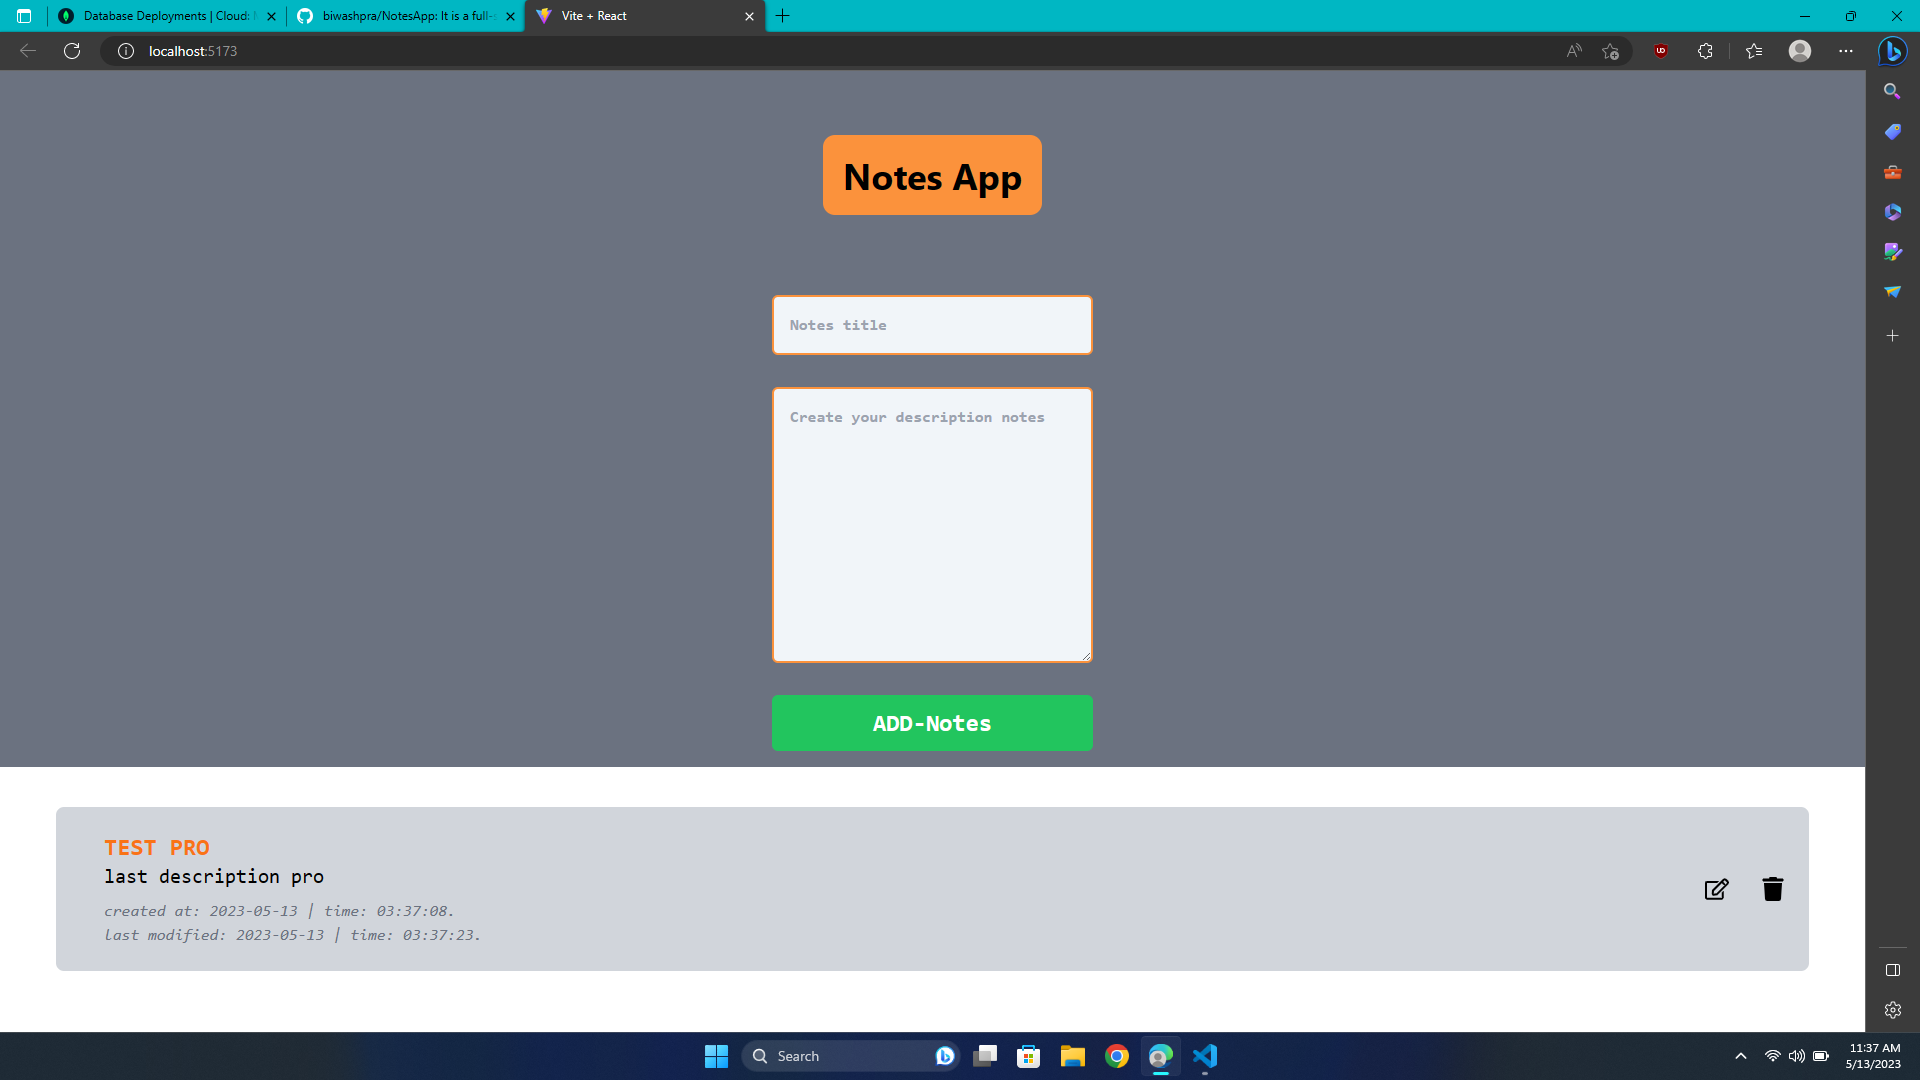 Database Deployments | Cloud:
biwashpra/NotesApp: It is a full-s
Vite + React
localhost:5173
Notes App
Notes title
Create your description notes
ADD-Notes
TEST PRO
last description pro
created at: 2023-05-13 | time: 03:37:08.
last modified: 2023-05-13 | time: 03:37:23.
Search
11:37 AM
5/13/2023